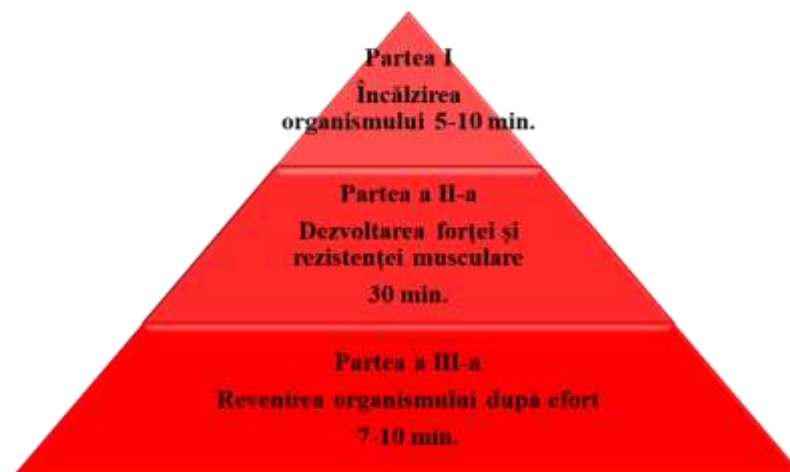 Partea I
Încălzirea
organismului 5-10 min.
Partea a II-a
Dezvoltarea forței și
rezistenței musculare
30 min.
Partea a III-a
Revenirea organismului după efort
7-10 min.